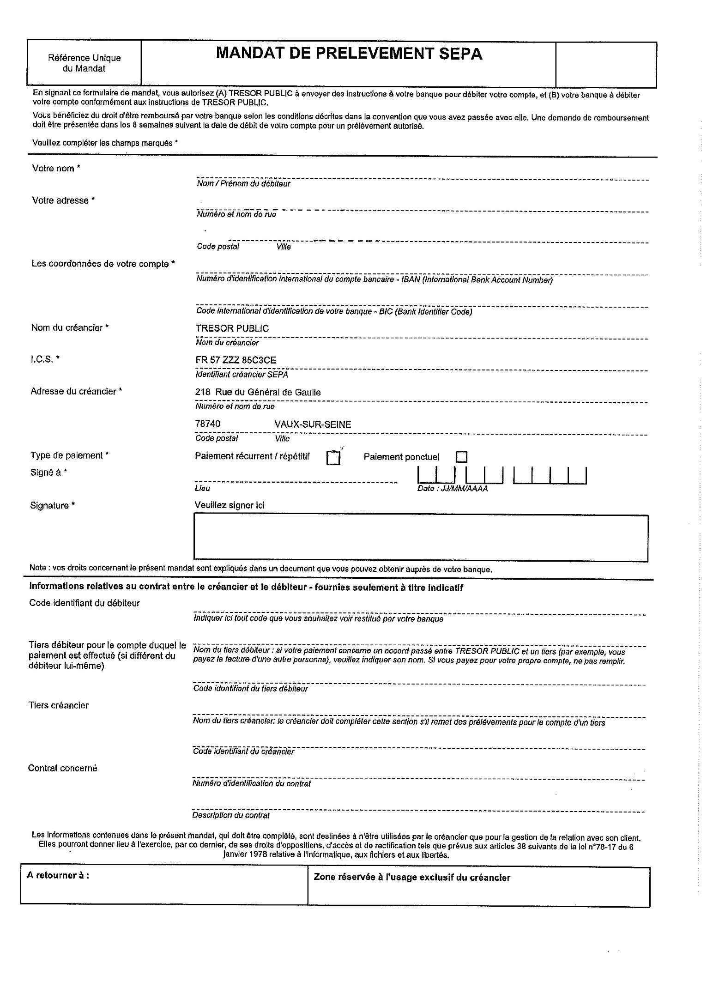 Référence Unique
du Mandat
MANDAT DE PRELEVEMENT SEPA
En signant ce formulaire de mandat, vous autorisez (A) TRESOR PUBLIC à envoyer des instructions à votre banque pour débiter votre compte, et (B) votre banque à débiter
votre compte conformément aux instructions de TRESOR PUBLIC.
Vous bénéficiez du droit d'être remboursé par votre banque selon les conditions décrites dans la convention que vous avez passée avec elle. Une demande de remboursement
doit être présentée dans les 8 semaines suivant la date de débit de votre compte pour un prélèvement autorisé.
Veuillez compléter les champs marqués *
Votre nom *
Nom / Prénom du débiteur
Votre adresse *
Numéro et nom de rue
Code postal Ville
Les coordonnées de votre compte *
Numéro d'identification international du compte bancaire - IBAN (International Bank Account Number)
Code international d'identification de votre banque - BIC (Bank Identifier Code)
Nom du créancier * TRESOR PUBLIC
Nom du créancier
I.C.S. * FR 57 ZZZ 85C3CE
Identifiant créancier SEPA
Adresse du créancier * 218 Rue du Général de Gaulle
Numéro et nom de rue
78740 VAUX-SUR-SEINE
Code postal Ville
Type de paiement * Paiement récurrent / répétitif Paiement ponctuel
Signé à *
Lieu Date : JJ/MM/AAAA
Signature * Veuillez signer ici
Note : vos droits concernant le présent mandat sont expliqués dans un document que vous pouvez obtenir auprès de votre banque.
Informations relatives au contrat entre le créancier et le débiteur - fournies seulement à titre indicatif
Code identifiant du débiteur
Indiquer ici tout code que vous souhaitez voir restitué par votre banque
Tiers débiteur pour le compte duquel le
paiement est effectué (si différent du
débiteur lui-même)
Nom du tiers débiteur : si votre paiement concerne un accord passé entre TRESOR PUBLIC et un tiers (par exemple, vous
payez la facture d'une autre personne), veuillez indiquer son nom. Si vous payez pour votre propre compte, ne pas remplir.
Code identifiant du tiers débiteur
Tiers créancier
Nom du tiers créancier: le créancier doit compléter cette section s'il remet des prélèvements pour le compte d'un tiers
Code identifiant du créancier
Contrat concerné
Numéro d'identification du contrat
Description du contrat
Les informations contenues dans le présent mandat, qui doit être complété, sont destinées à n'être utilisées par le créancier que pour la gestion de la relation avec son client.
Elles pourront donner lieu à l'exercice, par ce dernier, de ses droits d'oppositions, d'accès et de rectification tels que prévus aux articles 38 suivants de la loi n°78-17 du 6
janvier 1978 relative à l'informatique, aux fichiers et aux libertés.
A retourner à :
Zone réservée à l'usage exclusif du créancier